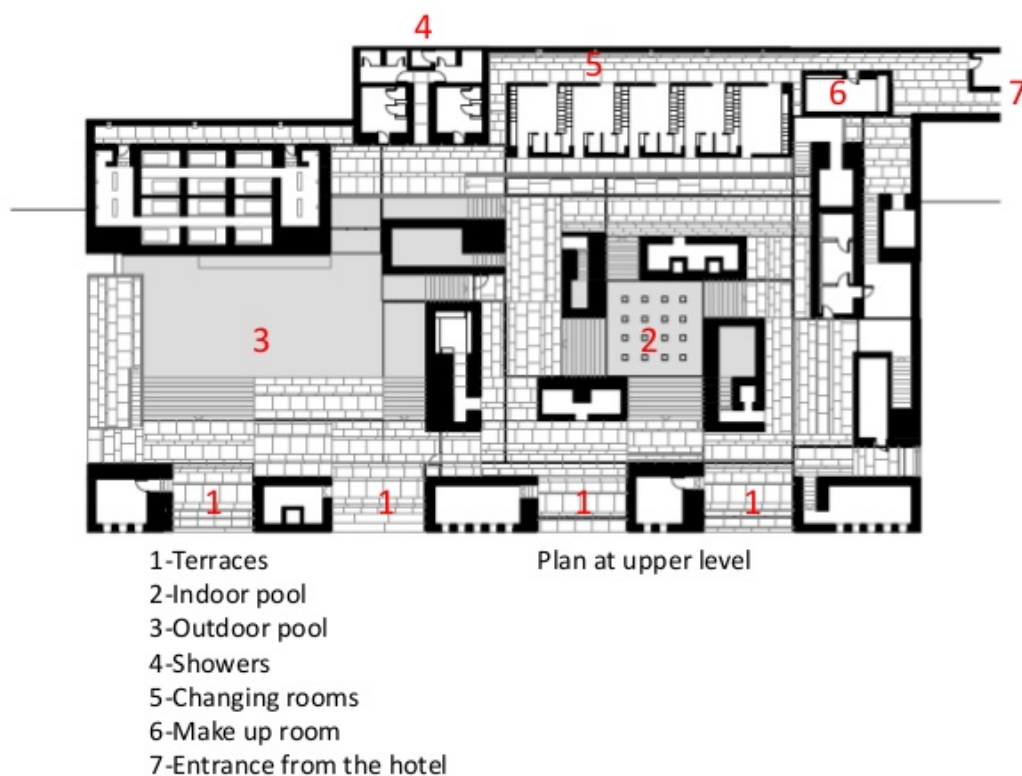 4
5
6
7
3
2
1
1
1
1
1-Terraces
Plan at upper level
2-Indoor pool
3-Outdoor pool
4-Showers
5-Changing rooms
6-Make up room
7-Entrance from the hotel